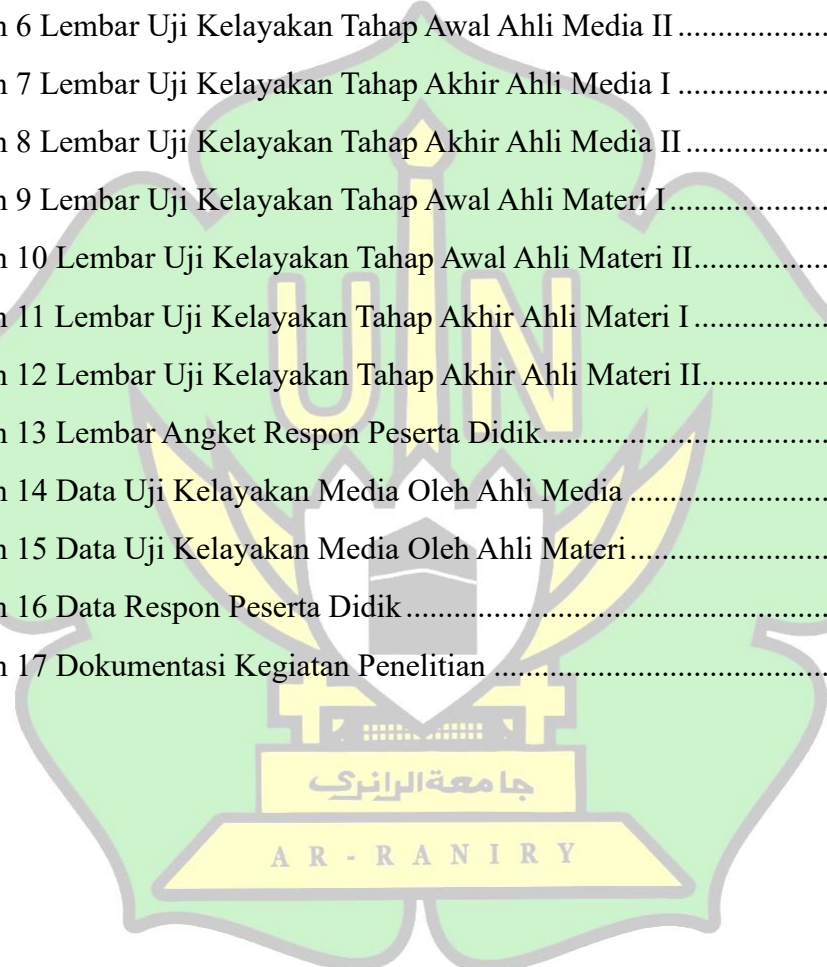 n 6 Lembar Uji Kelayakan Tahap Awal Ahli Media II ...................
n 7 Lembar Uji Kelayakan Tahap Akhir Ahli Media I ...................
n 8 Lembar Uji Kelayakan Tahap Akhir Ahli Media II ..................
n 9 Lembar Uji Kelayakan Tahap Awal Ahli Materi I ....................
n 10 Lembar Uji Kelayakan Tahap Awal Ahli Materi II.................
n 11 Lembar Uji Kelayakan Tahap Akhir Ahli Materi I .................
n 12 Lembar Uji Kelayakan Tahap Akhir Ahli Materi II................
n 13 Lembar Angket Respon Peserta Didik.....................................
n 14 Data Uji Kelayakan Media Oleh Ahli Media .........................
n 15 Data Uji Kelayakan Media Oleh Ahli Materi.........................
n 16 Data Respon Peserta Didik ......................................................
n 17 Dokumentasi Kegiatan Penelitian ...........................................
UIN
جامعةالرانرك
AR-RANIRY